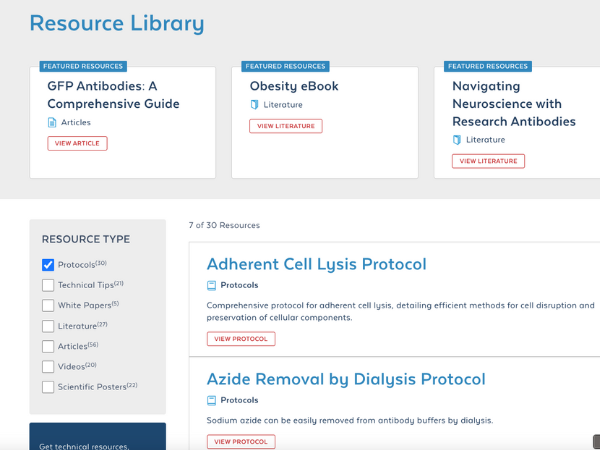 Resource Library
FEATURED RESOURCES
GFP Antibodies: A
Comprehensive Guide
Articles
VIEW ARTICLE
FEATURED RESOURCES
Obesity eBook
Literature
VIEW LITERATURE
FEATURED RESOURCES
Navigating
Neuroscience with
Research Antibodies
Literature
VIEW LITERATURE
RESOURCE TYPE
Protocols(30)
Technical Tips(21)
White Papers(5)
Literature(27)
Articles(56)
Videos(20)
Scientific Posters(22)
Get technical resources,
7 of 30 Resources
Adherent Cell Lysis Protocol
Protocols
Comprehensive protocol for adherent cell lysis, detailing efficient methods for cell disruption and
preservation of cellular components.
VIEW PROTOCOL
Azide Removal by Dialysis Protocol
Protocols
Sodium azide can be easily removed from antibody buffers by dialysis.
VIEW PROTOCOL